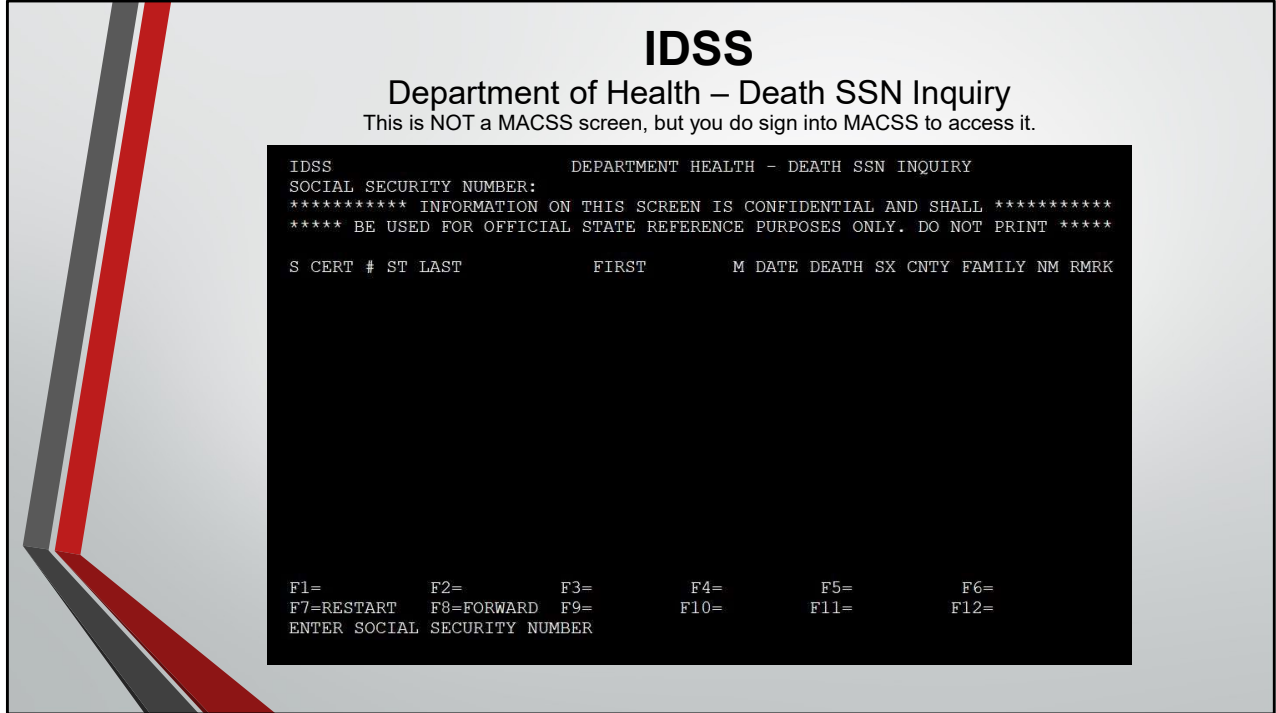 IDSS
Department of Health – Death SSN Inquiry
This is NOT a MACSS screen, but you do sign into MACSS to access it.
IDSS DEPARTMENT HEALTH - DEATH SSN INQUIRY
SOCIAL SECURITY NUMBER:
*********** INFORMATION ON THIS SCREEN IS CONFIDENTIAL AND SHALL ***********
***** BE USED FOR OFFICIAL STATE REFERENCE PURPOSES ONLY. DO NOT PRINT *****
S CERT # ST LAST FIRST M DATE DEATH SX CNTY FAMILY NM RMRK
F1= F2= F3= F4= F5= F6=
F7=RESTART F8=FORWARD F9= F10= F11= F12=
ENTER SOCIAL SECURITY NUMBER